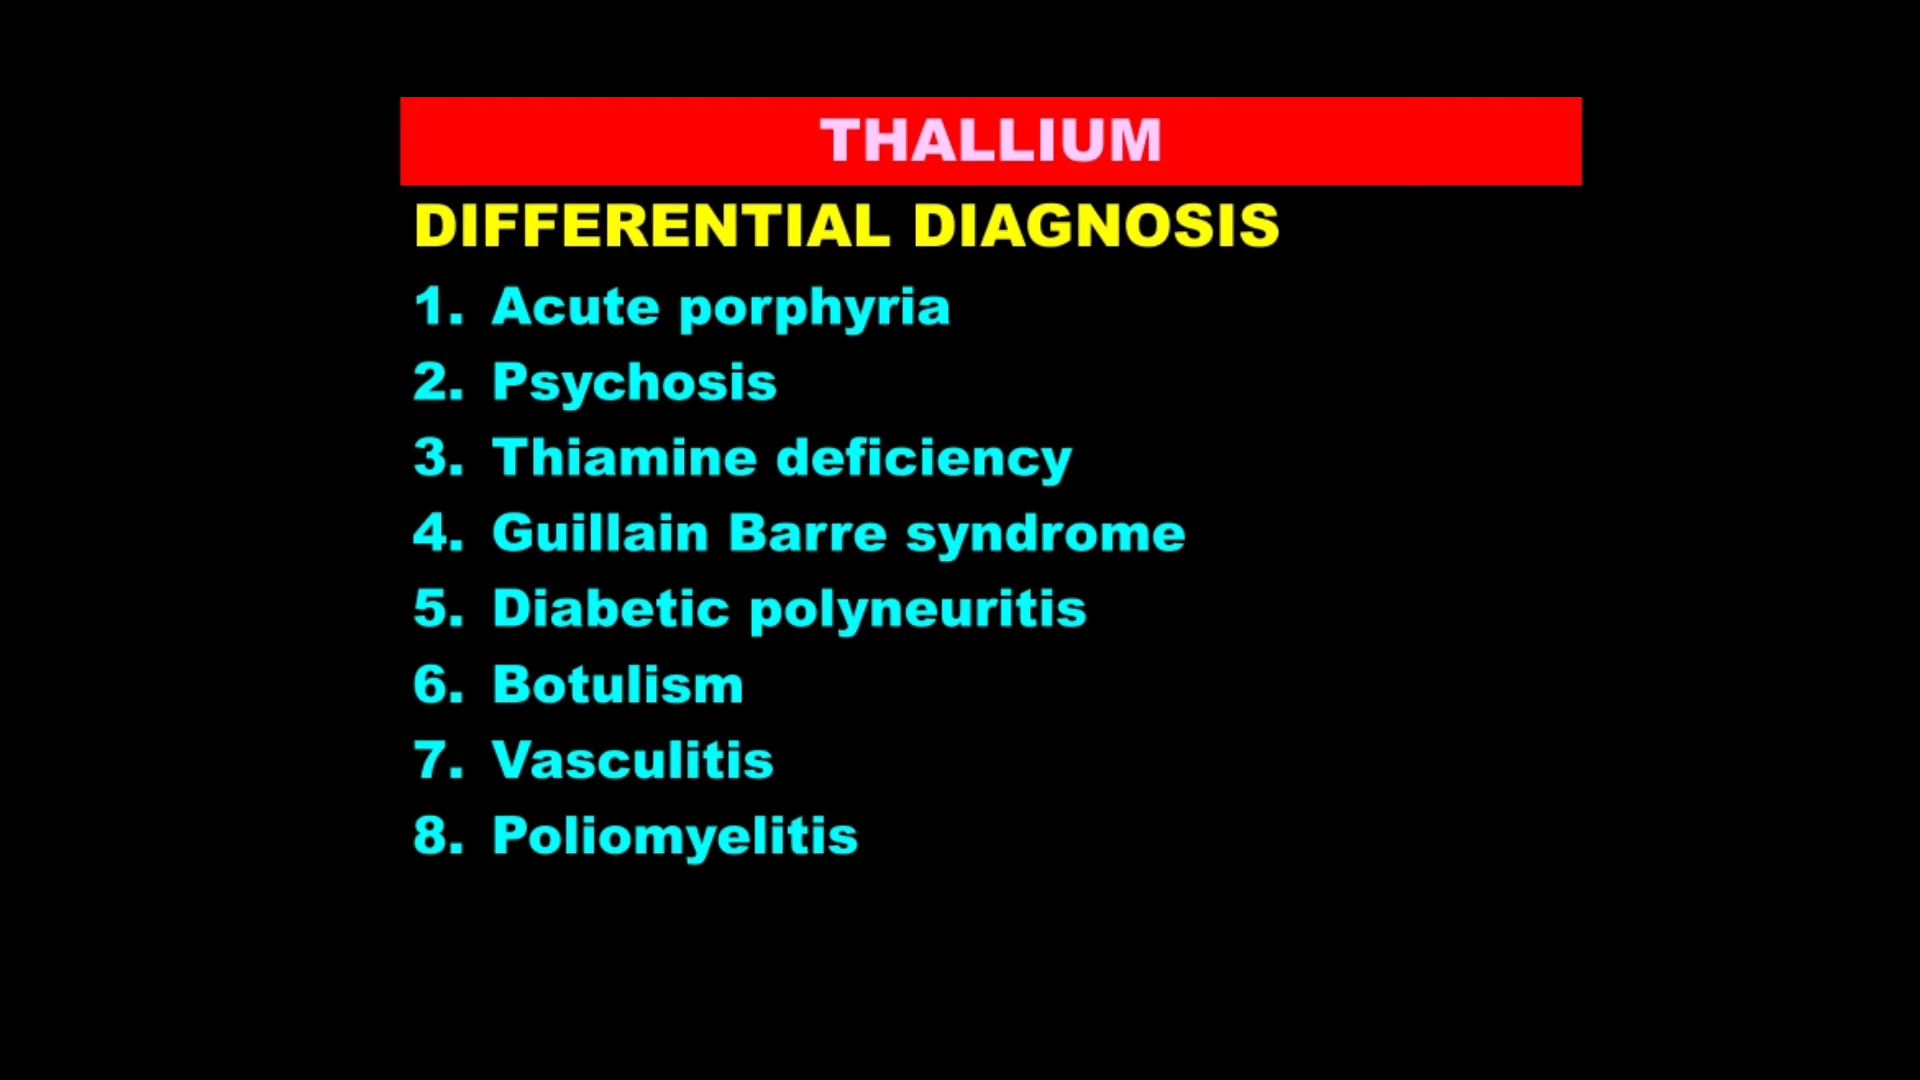 THALLIUM
DIFFERENTIAL DIAGNOSIS
1. Acute porphyria
2. Psychosis
3. Thiamine deficiency
4. Guillain Barre syndrome
5. Diabetic polyneuritis
6. Botulism
7. Vasculitis
8. Poliomyelitis